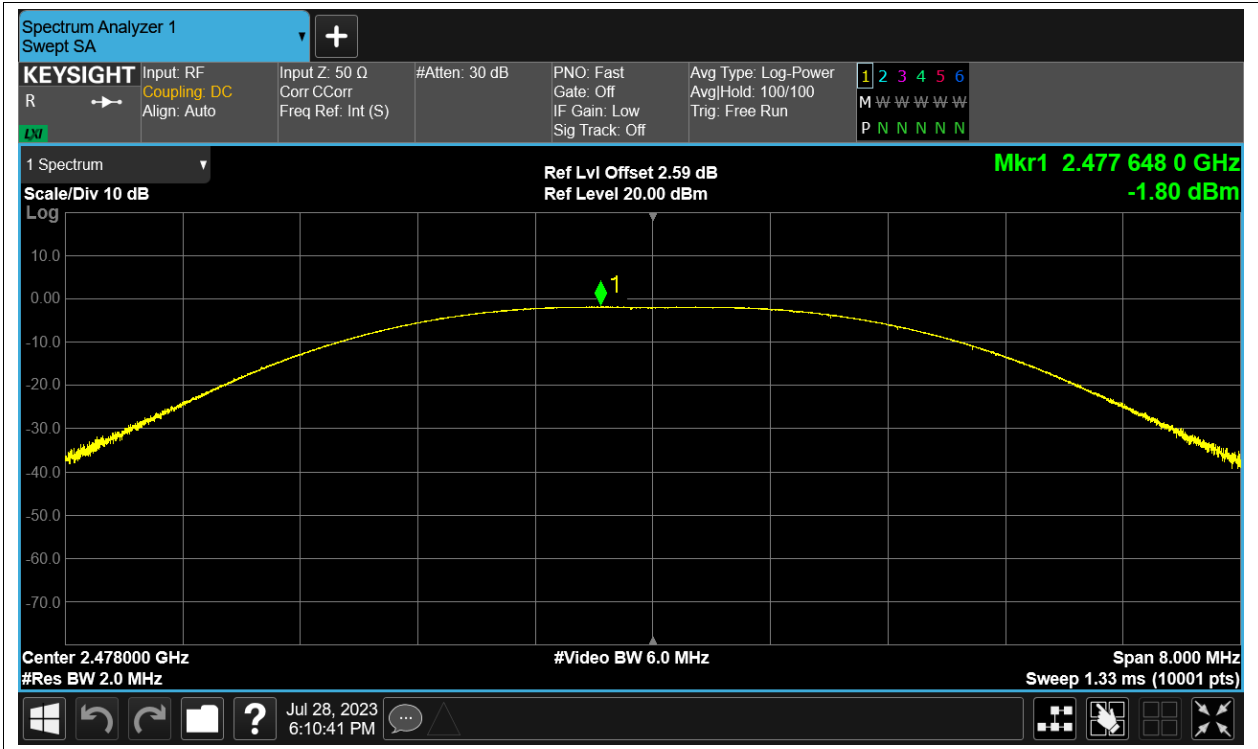 Spectrum Analyzer 1
Swept SA
KEYSIGHT
R
LXI
Input: RF
Coupling: DC
Align: Auto
Input Z: 50 Ω
Corr CCorr
Freq Ref: Int (S)
#Atten: 30 dB
PNO: Fast
Gate: Off
IF Gain: Low
Sig Track: Off
Avg Type: Log-Power
Avg|Hold: 100/100
Trig: Free Run
1 2 3 4 5 6
M W W W W W
P N N N N N
1 Spectrum
Scale/Div 10 dB
Log
Ref Lvl Offset 2.59 dB
Ref Level 20.00 dBm
Mkr1 2.477 648 0 GHz
-1.80 dBm
10.0
0.00
-10.0
-20.0
-30.0
-40.0
-50.0
-60.0
-70.0
1
Center 2.478000 GHz
#Res BW 2.0 MHz
#Video BW 6.0 MHz
Span 8.000 MHz
Sweep 1.33 ms (10001 pts)
?
Jul 28, 2023
6:10:41 PM